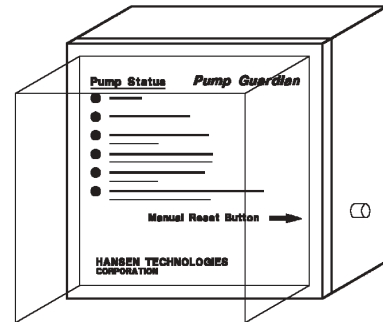 Pump Status
Pump Guardian
Manual Reset Button
HANSEN TECHNOLOGIES
CORPORATION